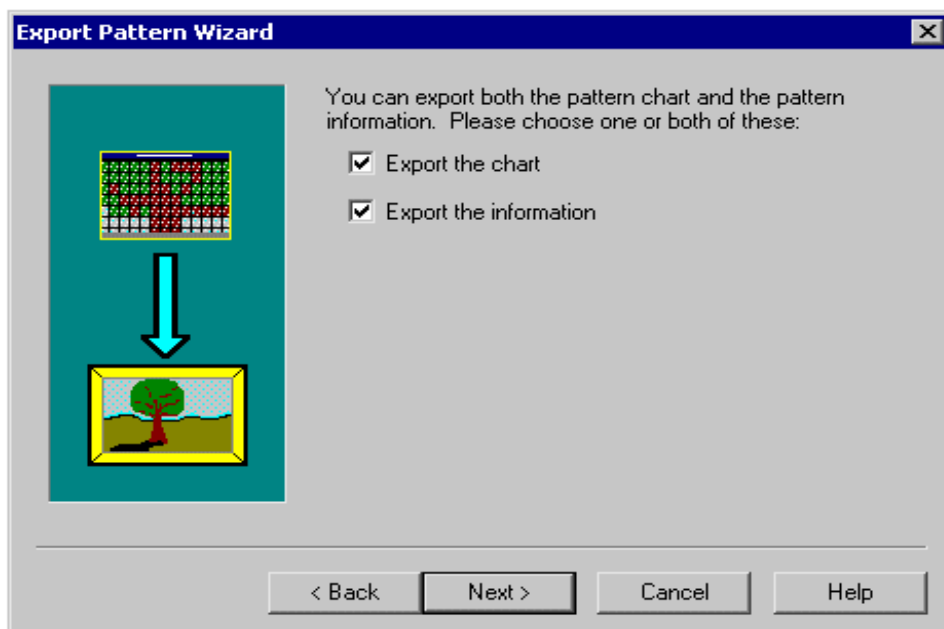 Export Pattern Wizard
You can export both the pattern chart and the pattern
information.  Please choose one or both of these:
Export the chart
Export the information
< Back
Next >
Cancel
Help